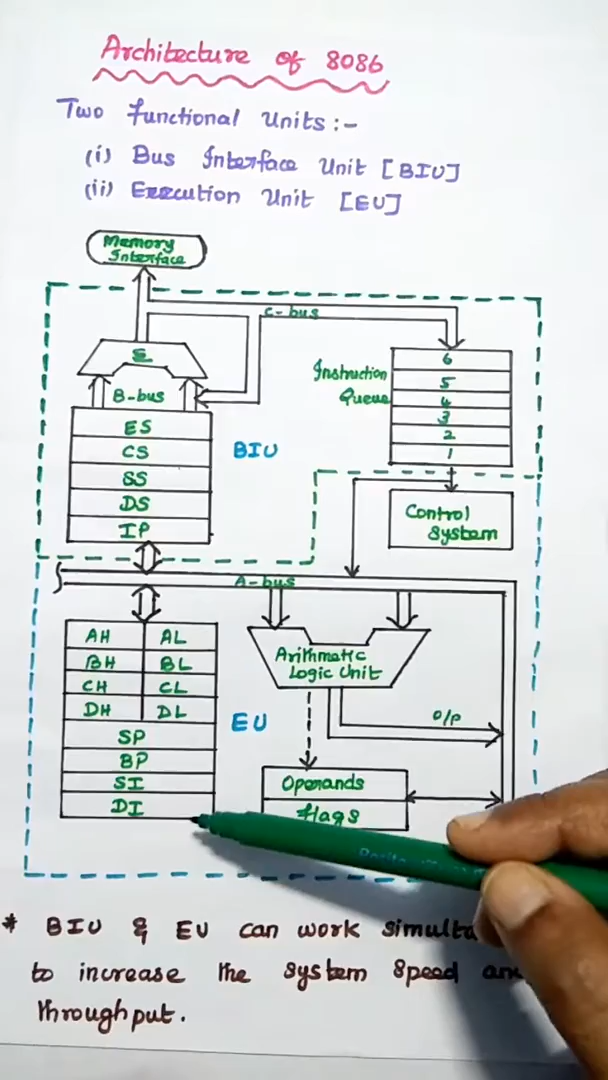 Architecture of 8086
Two Functional Units :-
(i) Bus Interface Unit [BIU]
(ii) Execution Unit [EU]
Memory
Interface
C-bus
Σ
B-bus
Instruction
Queue
6
5
4
3
2
1
ES
CS
SS
DS
IP
BIU
Control
System
A-bus
AH AL
BH BL
CH CL
DH DL
SP
BP
SI
DI
EU
Arithmetic
Logic Unit
O/P
Operands
flags
* BIU & EU can work
to increase the system speed
throughput.